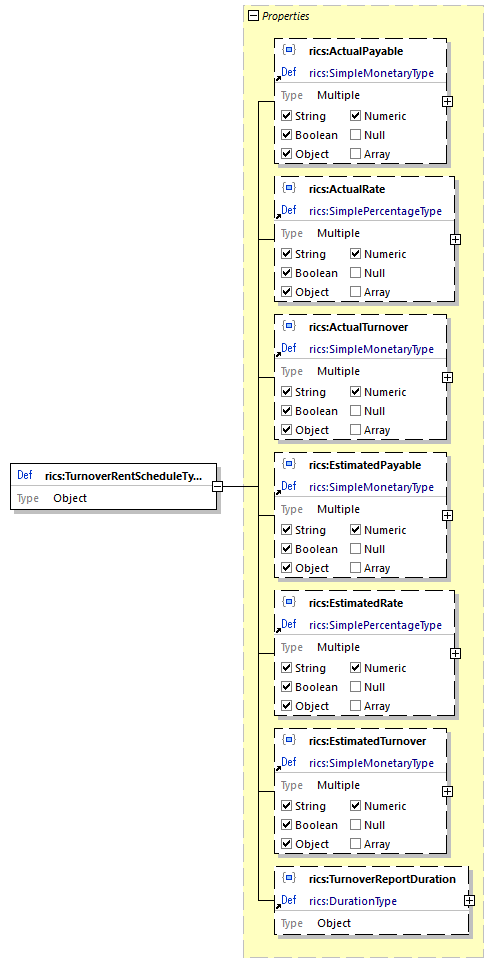 Properties
rics:ActualPayable
Def rics:SimpleMonetaryType
Type Multiple
String Numeric
Boolean Null
Object Array
rics:ActualRate
Def rics:SimplePercentageType
Type Multiple
String Numeric
Boolean Null
Object Array
rics:ActualTurnover
Def rics:SimpleMonetaryType
Type Multiple
String Numeric
Boolean Null
Object Array
Def rics:TurnoverRentScheduleTy...
Type Object
rics:EstimatedPayable
Def rics:SimpleMonetaryType
Type Multiple
String Numeric
Boolean Null
Object Array
rics:EstimatedRate
Def rics:SimplePercentageType
Type Multiple
String Numeric
Boolean Null
Object Array
rics:EstimatedTurnover
Def rics:SimpleMonetaryType
Type Multiple
String Numeric
Boolean Null
Object Array
rics:TurnoverReportDuration
Def rics:DurationType
Type Object